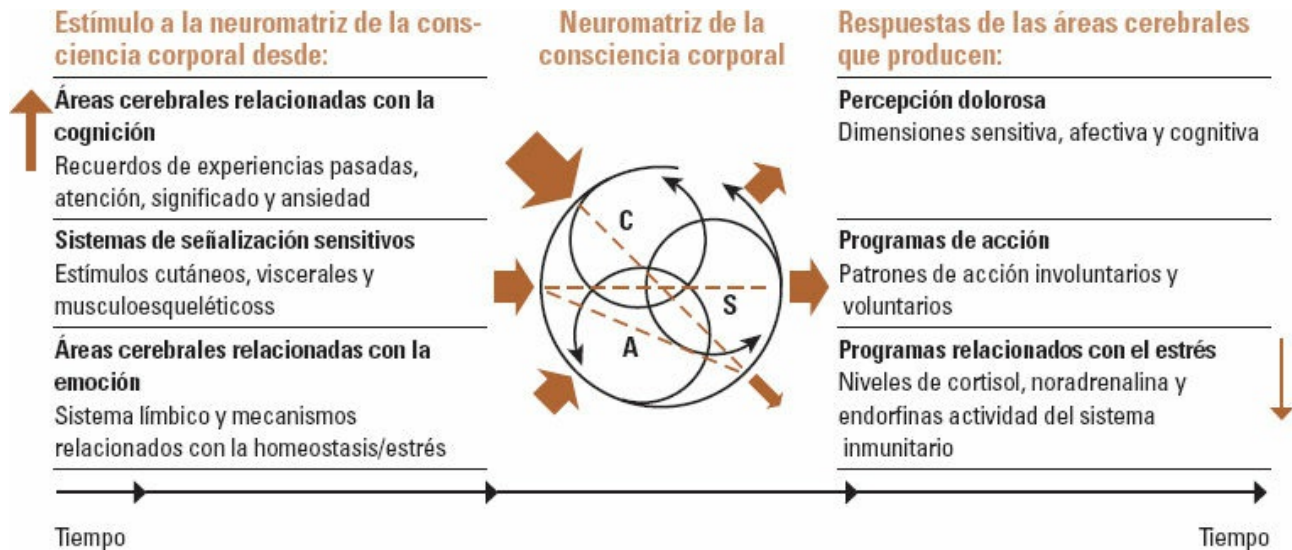 Estímulo a la neuromatriz de la cons-
ciencia corporal desde:
Áreas cerebrales relacionadas con la
cognición
Recuerdos de experiencias pasadas,
atención, significado y ansiedad
Sistemas de señalización sensitivos
Estímulos cutáneos, viscerales y
musculoesqueléticoss
Áreas cerebrales relacionadas con la
emoción
Sistema límbico y mecanismos
relacionados con la homeostasis/estrés
Neuromatriz de la
consciencia corporal
C
S
A
Respuestas de las áreas cerebrales
que producen:
Percepción dolorosa
Dimensiones sensitiva, afectiva y cognitiva
Programas de acción
Patrones de acción involuntarios y
voluntarios
Programas relacionados con el estrés
Niveles de cortisol, noradrenalina y
endorfinas actividad del sistema
inmunitario
Tiempo
Tiempo